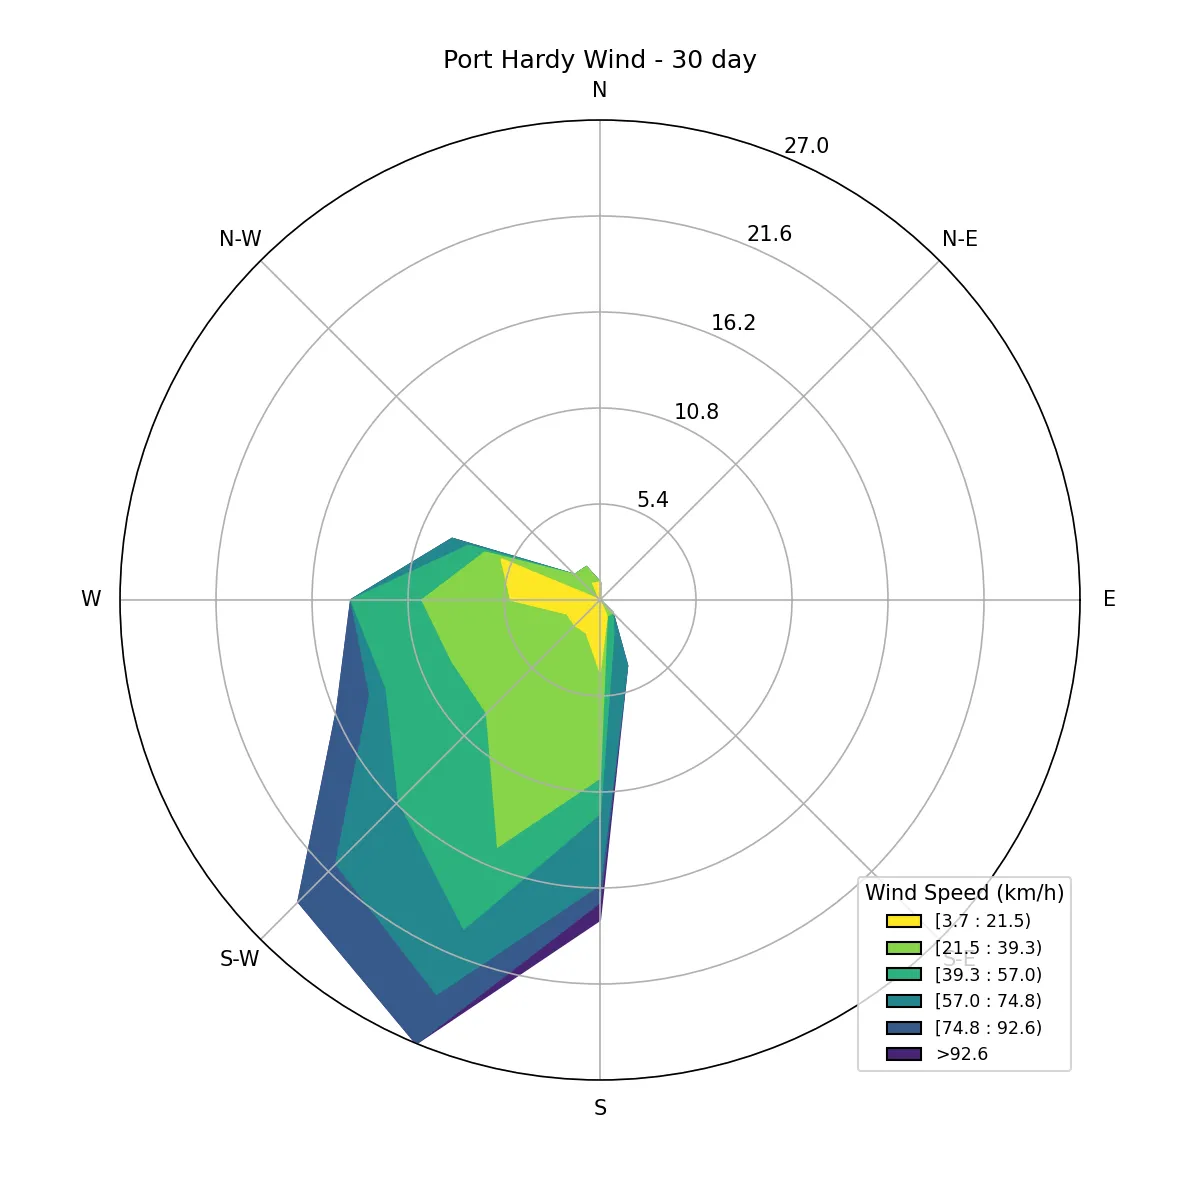 Port Hardy Wind - 30 day
N
27.0
N-W
N-E
21.6
16.2
10.8
5.4
W
E
S-W
S-E
S
Wind Speed (km/h)
[3.7 : 21.5)
[21.5 : 39.3)
[39.3 : 57.0)
[57.0 : 74.8)
[74.8 : 92.6)
>92.6